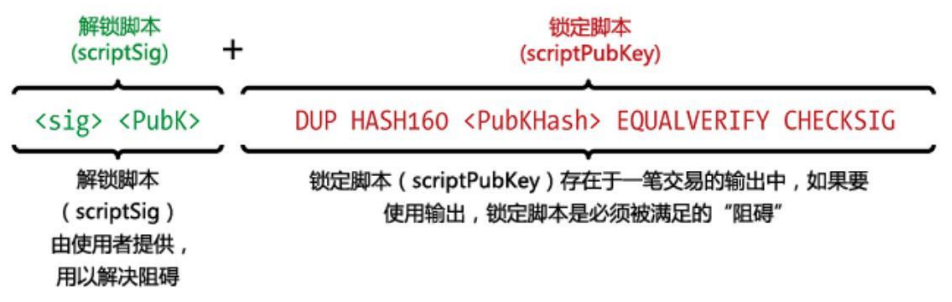 解锁脚本
(scriptSig)
+
锁定脚本
(scriptPubKey)
<sig> <PubK>
DUP HASH160 <PubKHash> EQUALVERIFY CHECKSIG
解锁脚本
（scriptSig）
由使用者提供，
用以解决阻碍
锁定脚本（scriptPubKey）存在于一笔交易的输出中，如果要
使用输出，锁定脚本是必须被满足的“阻碍”